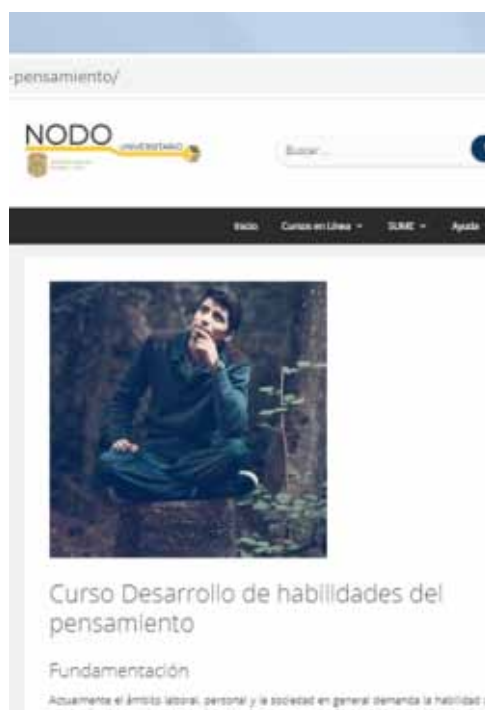 -pensamiento/
NODO
UNIVERSITARIO
Buscar ...
Inicio Cursos en Línea SUME Ayuda
Curso Desarrollo de habilidades del
pensamiento
Fundamentación
Actualmente el ámbito laboral, personal y la sociedad en general demanda la habilidad